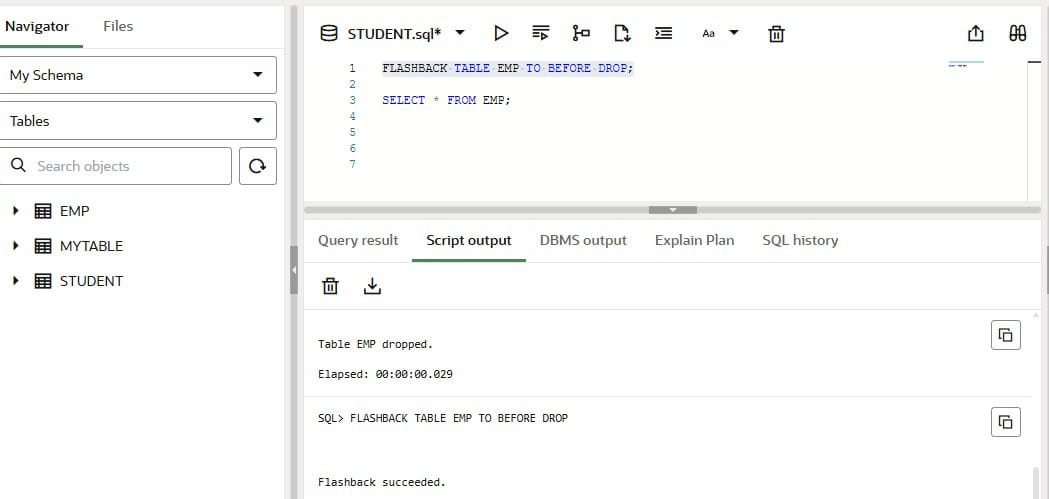 Navigator Files
My Schema
Tables
Search objects
EMP
MYTABLE
STUDENT
STUDENT.sql*
Aa
1 FLASHBACK TABLE EMP TO BEFORE DROP;
2
3 SELECT * FROM EMP;
4
5
6
7
Query result Script output DBMS output Explain Plan SQL history
Table EMP dropped.
Elapsed: 00:00:00.029
SQL> FLASHBACK TABLE EMP TO BEFORE DROP
Flashback succeeded.